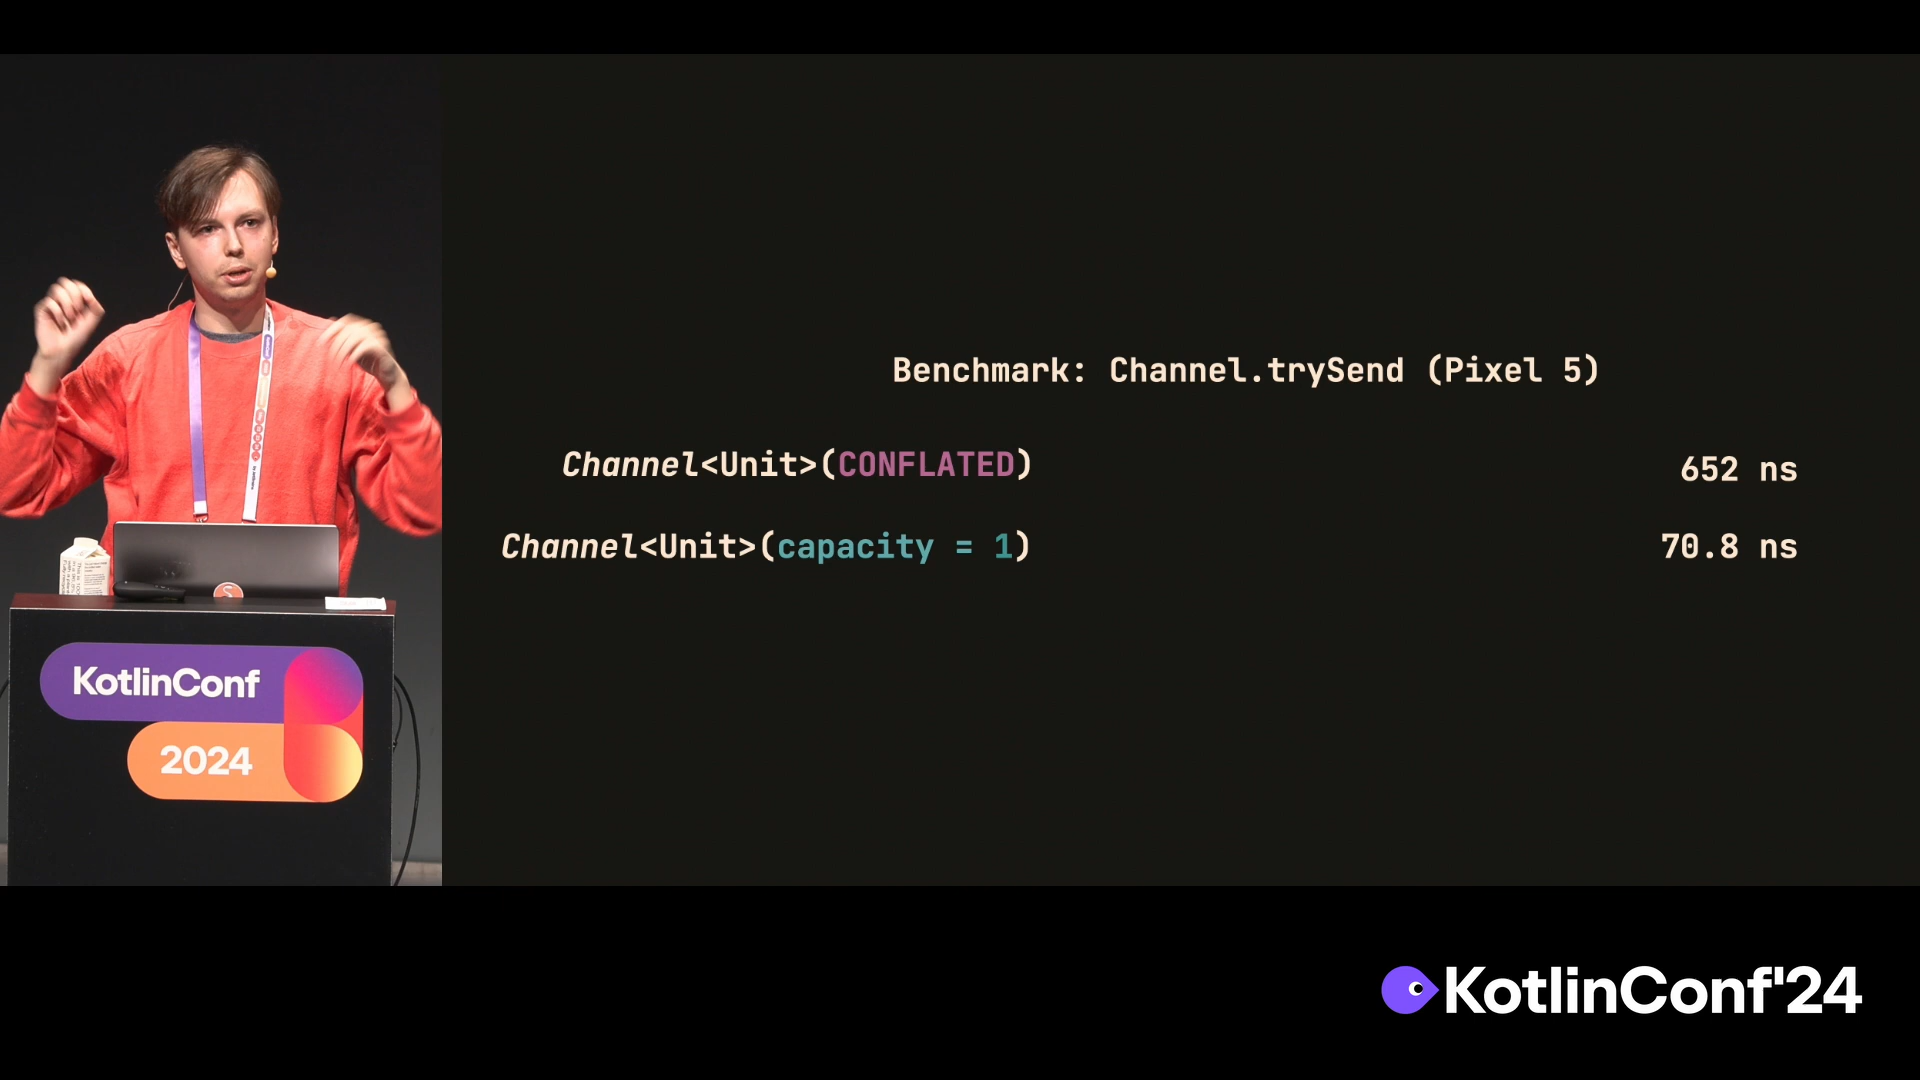 Benchmark: Channel.trySend (Pixel 5)
Channel<Unit>(CONFLATED) 652 ns
Channel<Unit>(capacity = 1) 70.8 ns
KotlinConf
2024
KotlinConf'24